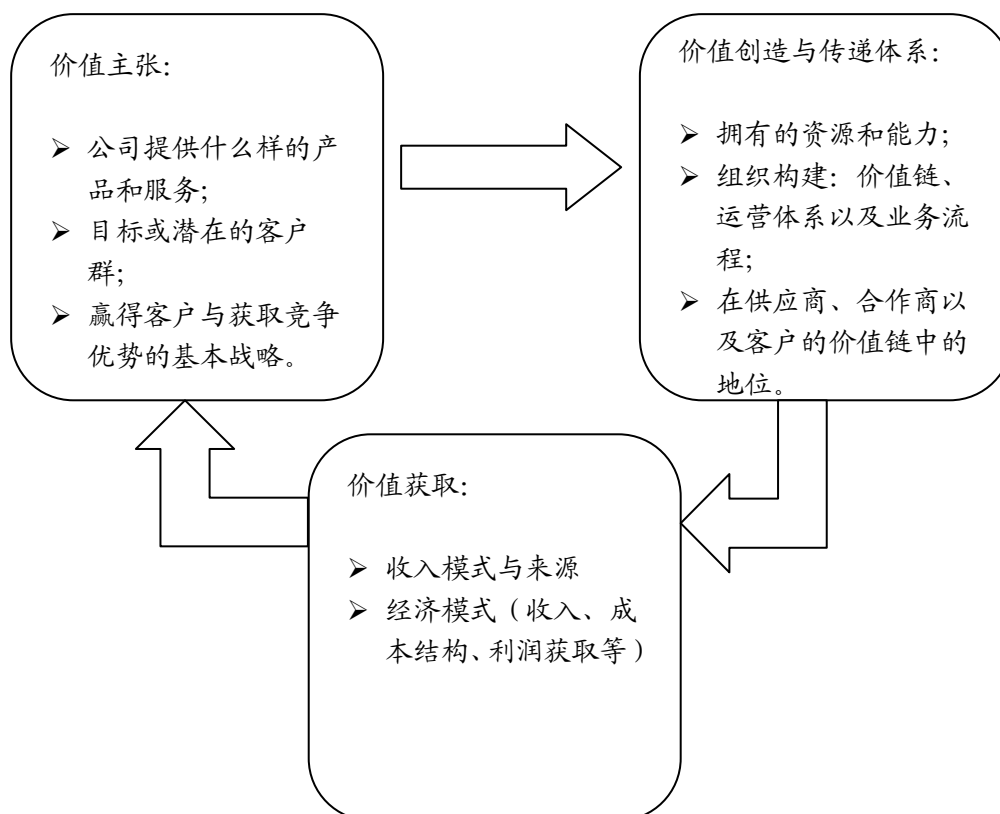 价值主张：
➢ 公司提供什么样的产
品和服务；
➢ 目标或潜在的客户
群；
➢ 赢得客户与获取竞争
优势的基本战略。
价值创造与传递体系：
➢ 拥有的资源和能力；
➢ 组织构建：价值链、
运营体系以及业务流
程；
➢ 在供应商、合作商以
及客户的价值链中的
地位。
价值获取：
➢ 收入模式与来源
➢ 经济模式（收入、成
本结构、利润获取等）